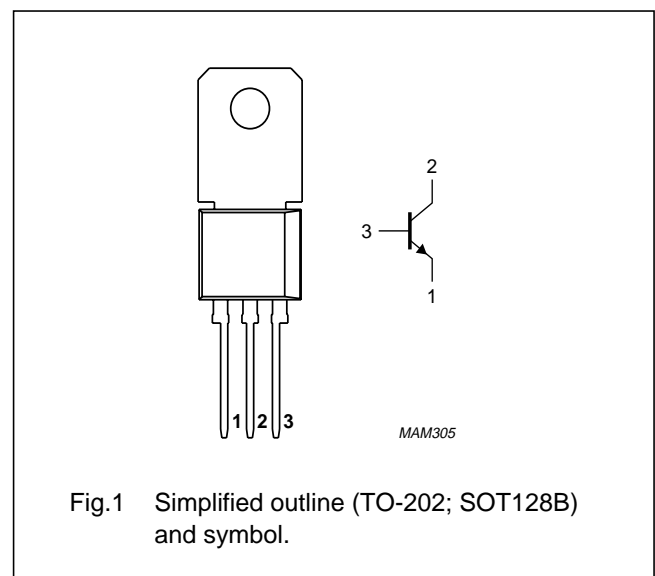 2
3
1
1 2 3
MAM305
Fig.1 Simplified outline (TO-202; SOT128B)
and symbol.